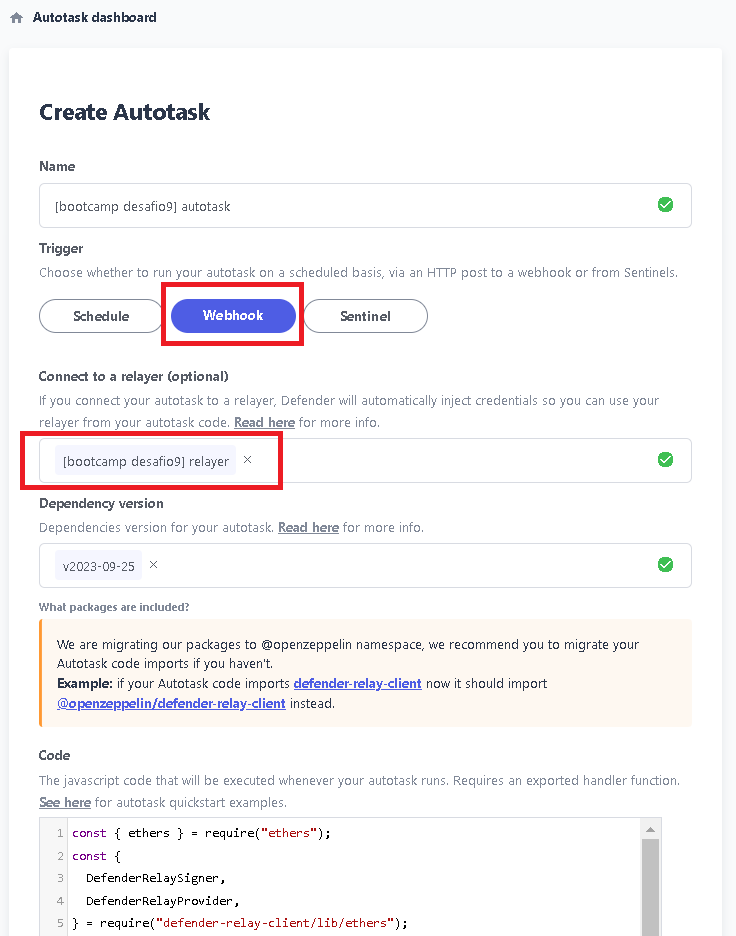 Autotask dashboard
Create Autotask
Name
[bootcamp desafio9] autotask
Trigger
Choose whether to run your autotask on a scheduled basis, via an HTTP post to a webhook or from Sentinels.
Schedule
Webhook
Sentinel
Connect to a relayer (optional)
If you connect your autotask to a relayer, Defender will automatically inject credentials so you can use your
relayer from your autotask code. Read here for more info.
[bootcamp desafio9] relayer ×
Dependency version
Dependencies version for your autotask. Read here for more info.
v2023-09-25 ×
What packages are included?
We are migrating our packages to @openzeppelin namespace, we recommend you to migrate your
Autotask code imports if you haven't.
Example: if your Autotask code imports defender-relay-client now it should import
@openzeppelin/defender-relay-client instead.
Code
The javascript code that will be executed whenever your autotask runs. Requires an exported handler function.
See here for autotask quickstart examples.
1 const { ethers } = require("ethers");
2 const {
3 DefenderRelaySigner,
4 DefenderRelayProvider,
5 } = require("defender-relay-client/lib/ethers");